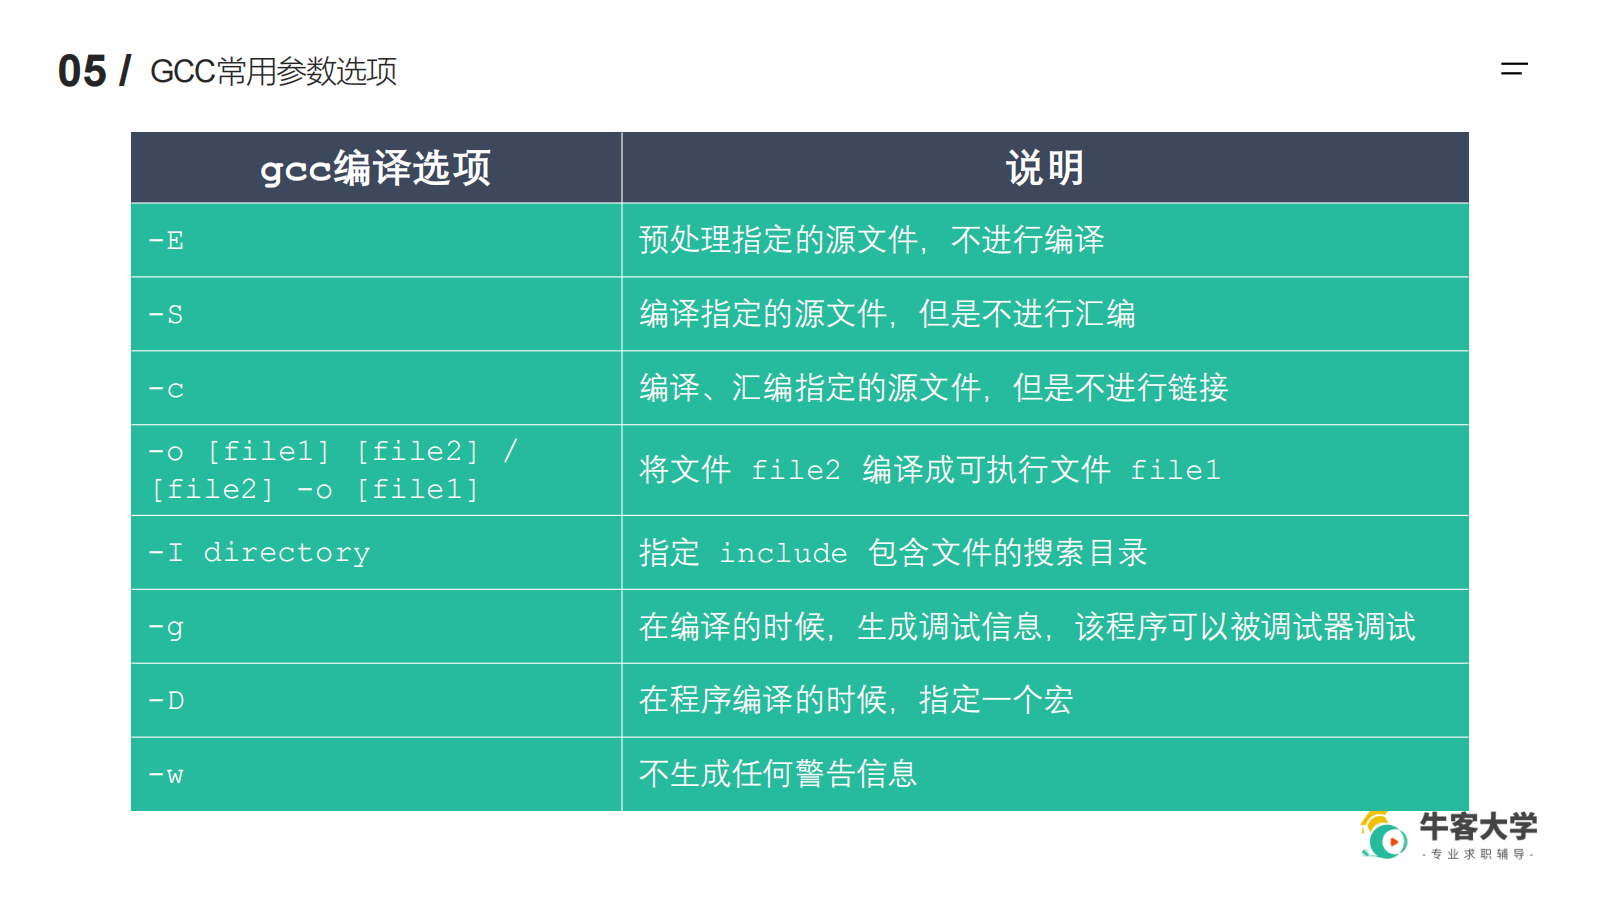 05 / GCC常用参数选项
gcc编译选项 说明
-E 预处理指定的源文件，不进行编译
-S 编译指定的源文件，但是不进行汇编
-c 编译、汇编指定的源文件，但是不进行链接
-o [file1] [file2] /
[file2] -o [file1]
将文件 file2 编译成可执行文件 file1
-I directory 指定 include 包含文件的搜索目录
-g 在编译的时候，生成调试信息，该程序可以被调试器调试
-D 在程序编译的时候，指定一个宏
-w 不生成任何警告信息
牛客大学
- 专业求职辅导 -